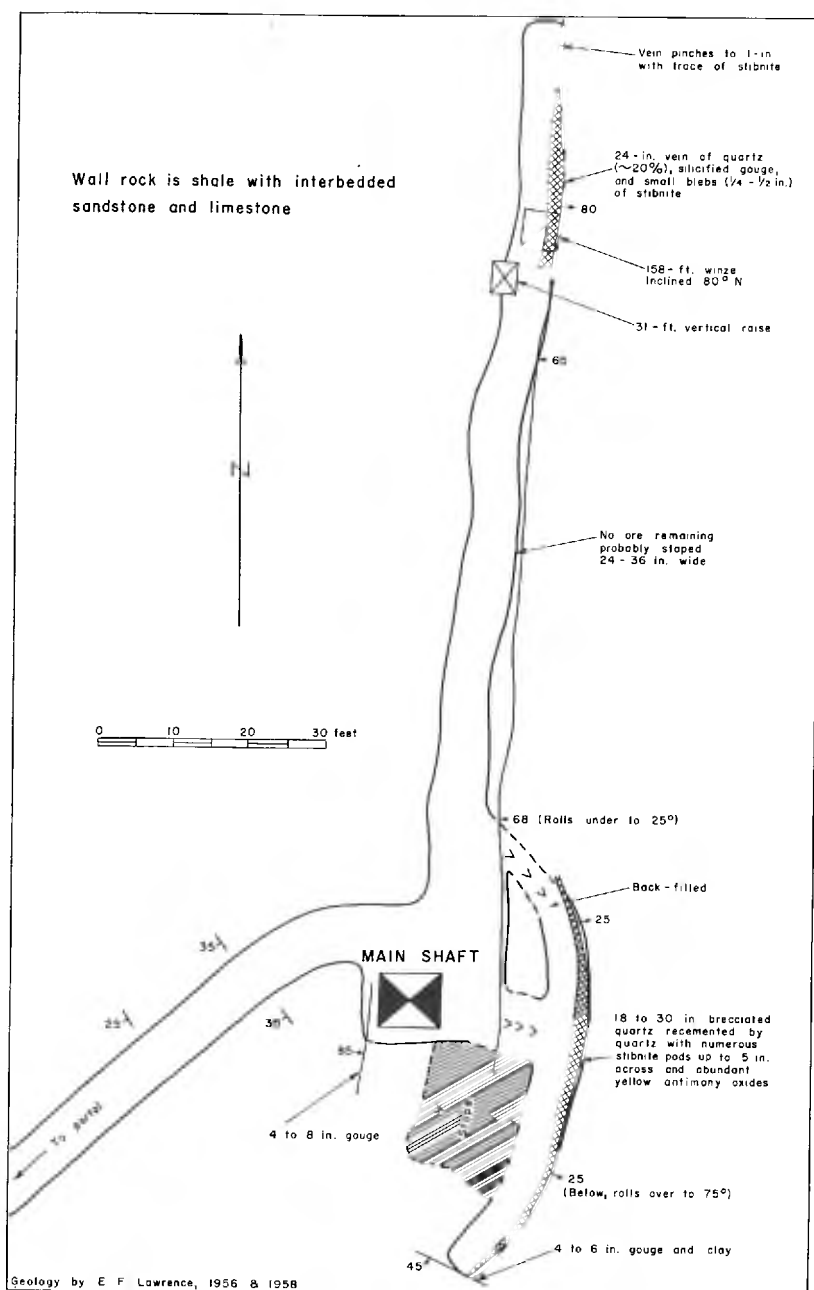 Vein pinches to 1-in
with trace of stibnite
24-in. vein of quartz
(~20%), silicified gouge,
and small blebs (1/4 - 1/2 in.)
of stibnite
Wall rock is shale with interbedded
sandstone and limestone
80
158-ft. winze
Inclined 80° N
31-ft. vertical raise
65
N
No ore remaining
probably stoped
24-36 in. wide
0 10 20 30 feet
68 (Rolls under to 25°)
Back-filled
25
35
MAIN SHAFT
25
18 to 30 in brecciated
quartz recemented by
quartz with numerous
stibnite pods up to 5 in.
across and abundant
yellow antimony oxides
85
Stope
4 to 8 in. gouge
To portal
25
(Below, rolls over to 75°)
4 to 6 in. gouge and clay
45
Geology by E F Lawrence, 1956 & 1958